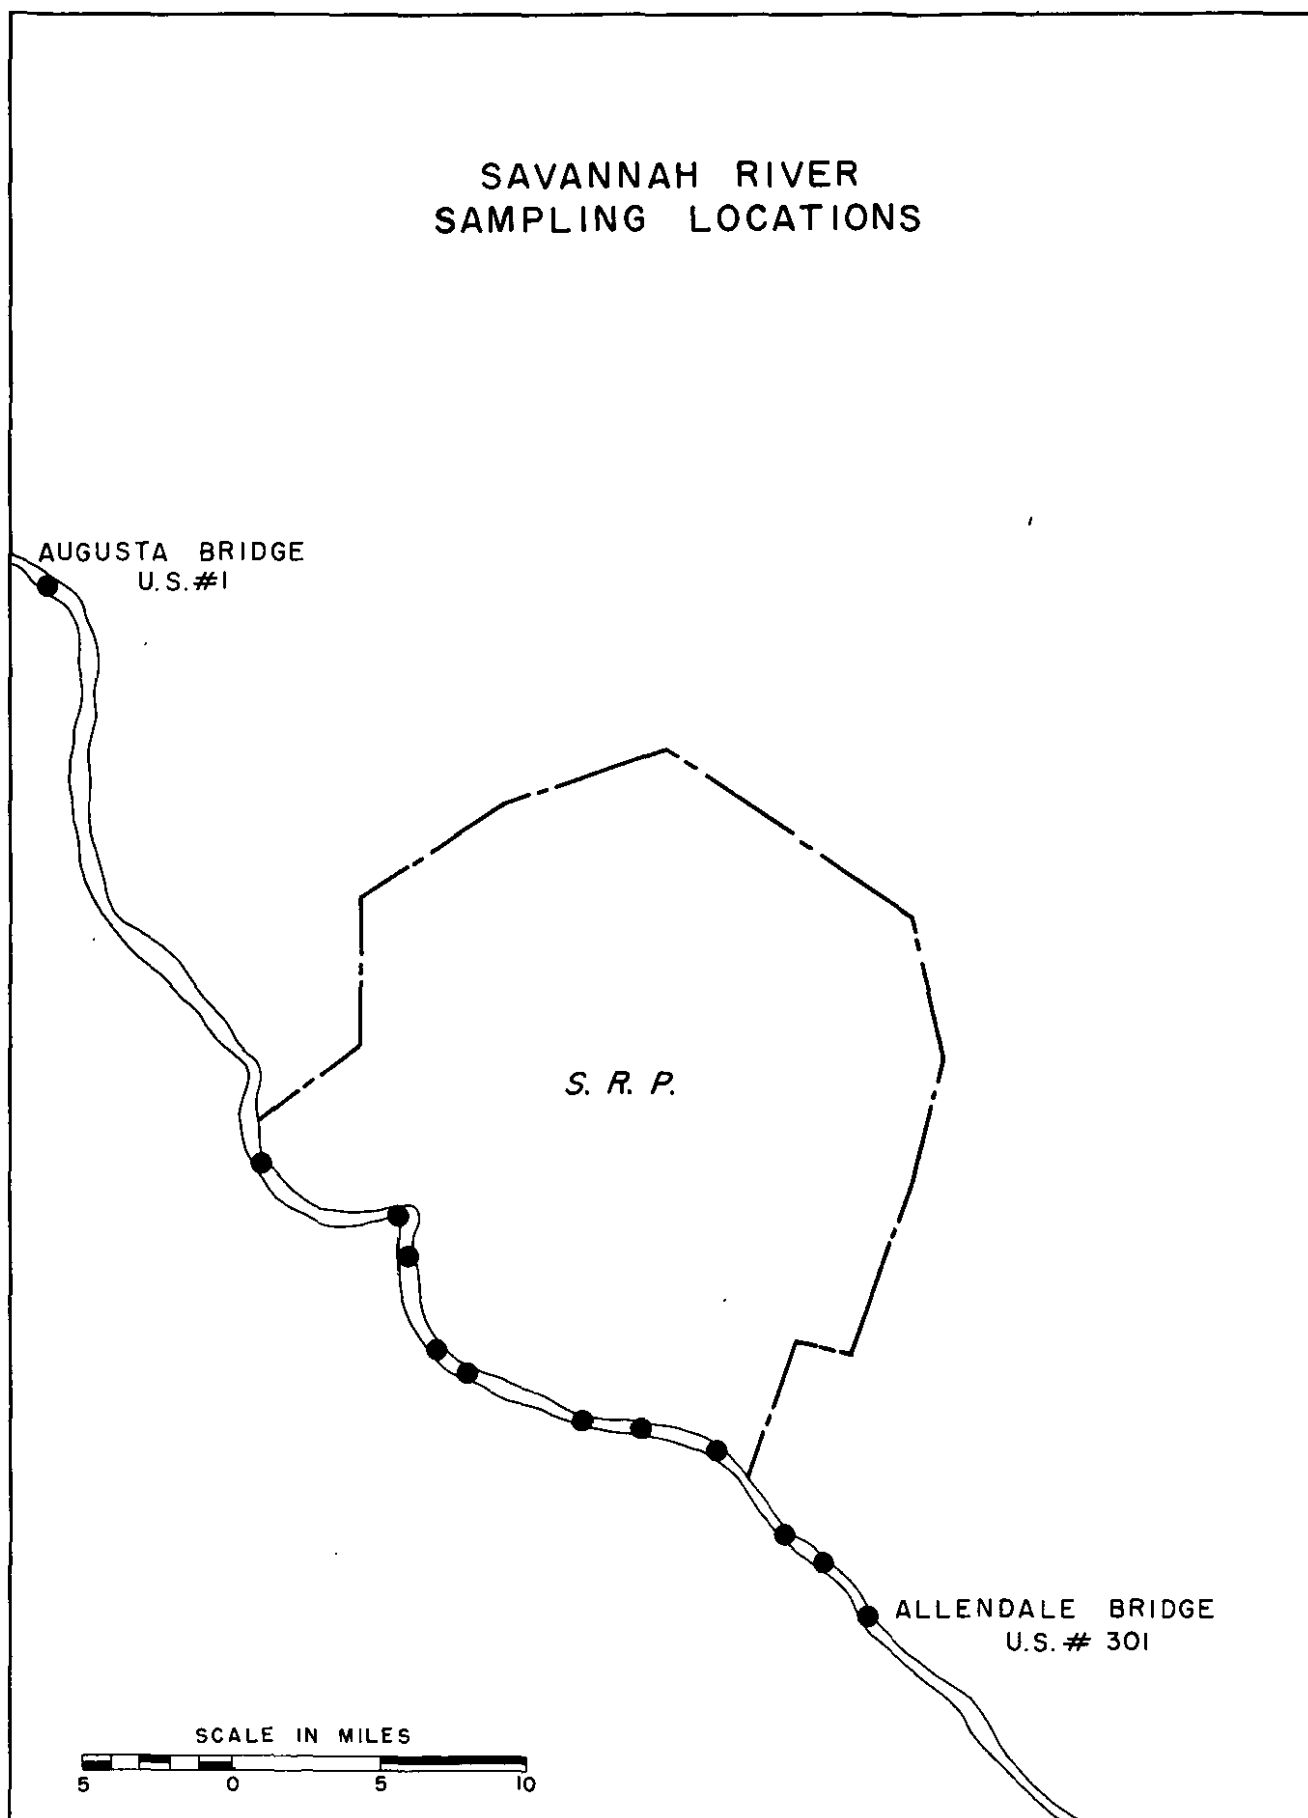 SAVANNAH RIVER
SAMPLING LOCATIONS
AUGUSTA BRIDGE
U.S.#1
S. R. P.
ALLENDALE BRIDGE
U.S.# 301
SCALE IN MILES
5 0 5 10